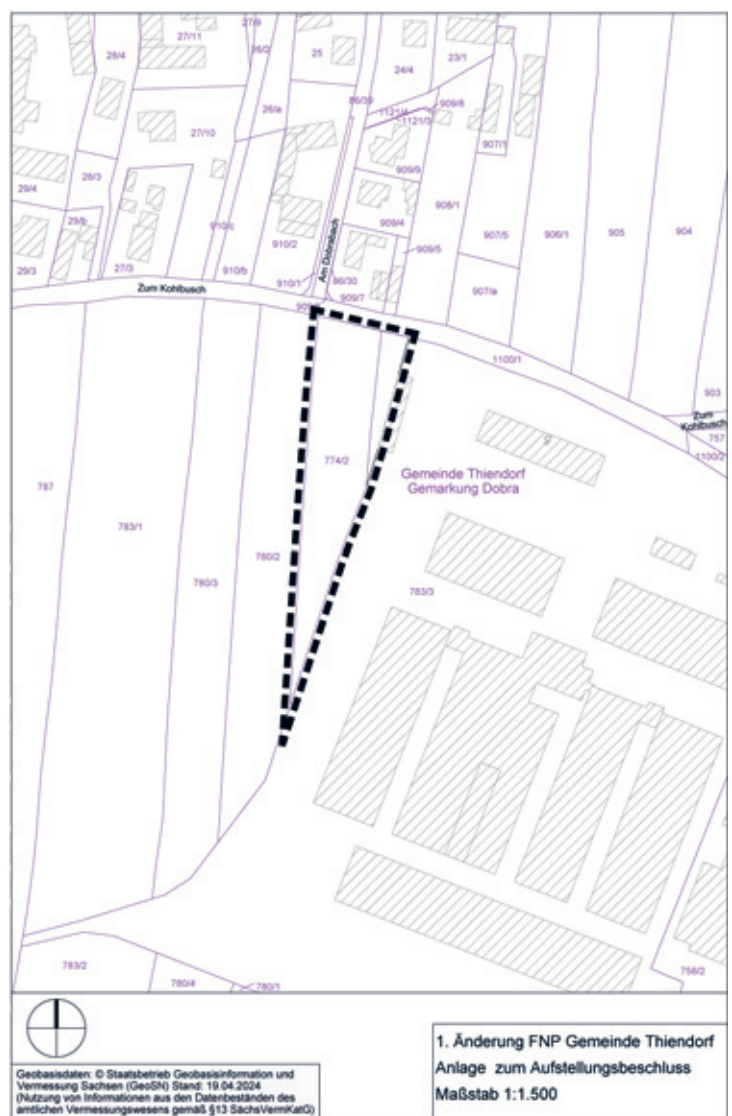 27/9
27/11
26/2
28/4
25
24/4
23/1
26/a
86/39
1121/4
909/8
1121/3
27/10
907/1
28/3
909/9
29/4
908/1
29/b
910/c
909/4
906/1
905
904
910/2
907/5
Am Dobrabach
909/5
29/3
27/3
910/b
910/1
86/30
907/a
Zum Kohlbusch
909/7
1100/1
903
Zum
Kohlbusch
757
1100/2
774/2
Gemeinde Thiendorf
Gemarkung Dobra
787
783/1
780/2
780/3
783/3
783/2
780/4
780/1
758/2
1. Änderung FNP Gemeinde Thiendorf
Anlage zum Aufstellungsbeschluss
Maßstab 1:1.500
Geobasisdaten: © Staatsbetrieb Geobasisinformation und
Vermessung Sachsen (GeoSN) Stand: 19.04.2024
(Nutzung von Informationen aus den Datenbeständen des
amtlichen Vermessungswesens gemäß §13 SächsVermKatG)